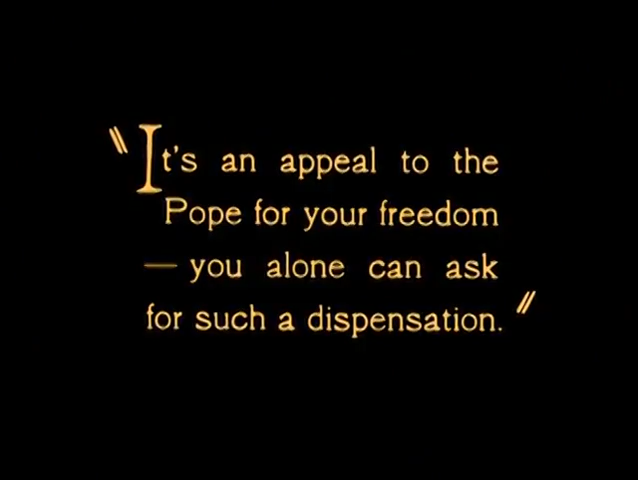 "It's an appeal to the
Pope for your freedom
— you alone can ask
for such a dispensation."